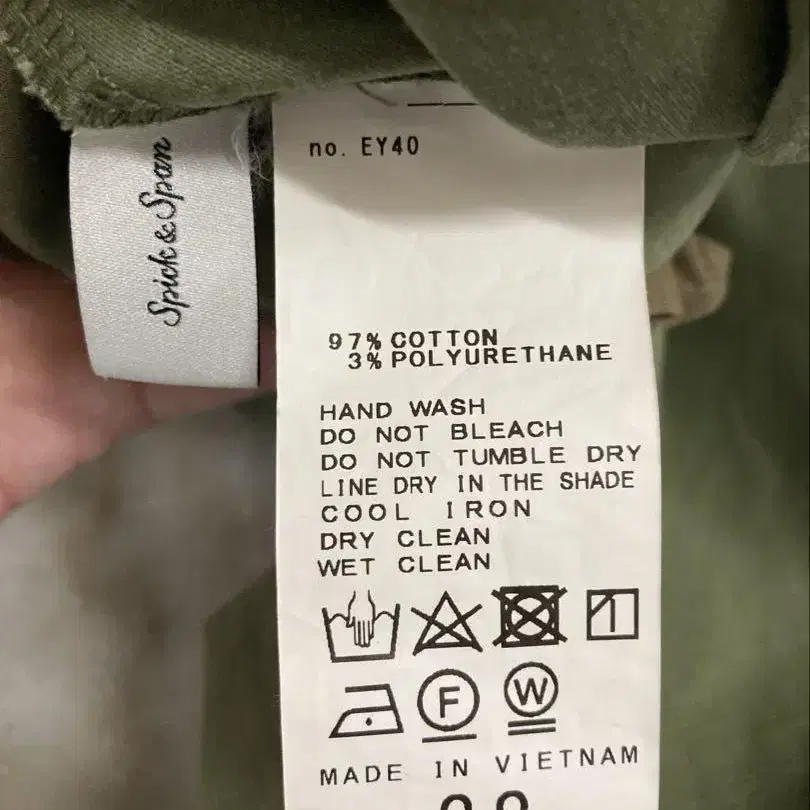 Spick & Span
no. EY40
97% COTTON
3% POLYURETHANE
HAND WASH
DO NOT BLEACH
DO NOT TUMBLE DRY
LINE DRY IN THE SHADE
COOL IRON
DRY CLEAN
WET CLEAN
F W
MADE IN VIETNAM